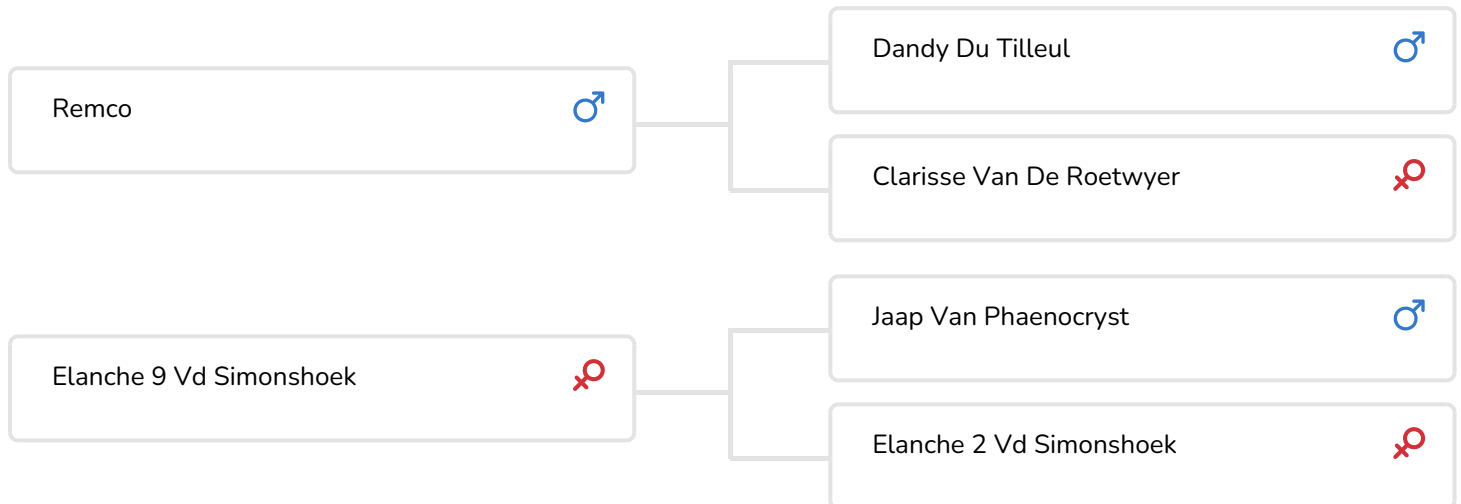 Dandy Du Tilleul
Remco
Clarisse Van De Roetwyer
Jaap Van Phaenocryst
Elanche 9 Vd Simonshoek
Elanche 2 Vd Simonshoek